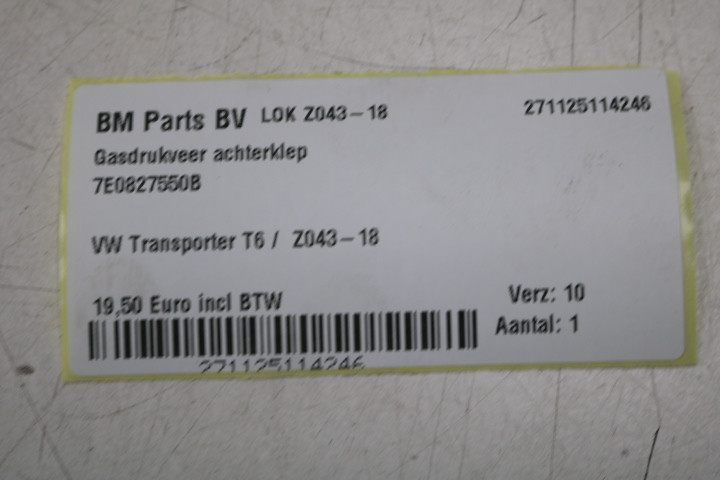 BM Parts BV LOK Z043-18 271125114246
Gasdrukveer achterklep
7E0827550B
VW Transporter T6 / Z043-18
19,50 Euro incl BTW Verz: 10
Aantal: 1
271125114246